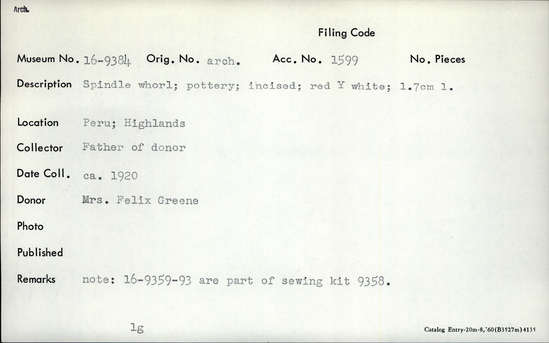 Arch.
Filing Code
Museum No. 16-9384 Orig. No. arch. Acc. No. 1599 No. Pieces
Description Spindle whorl; pottery; incised; red Y white; 1.7cm l.
Location Peru; Highlands
Collector Father of donor
Date Coll. ca. 1920
Donor Mrs. Felix Greene
Photo
Published
Remarks note: 16-9359-93 are part of sewing kit 9358.
lg
Catalog Entry-20m-8,'60(B3927m)4139